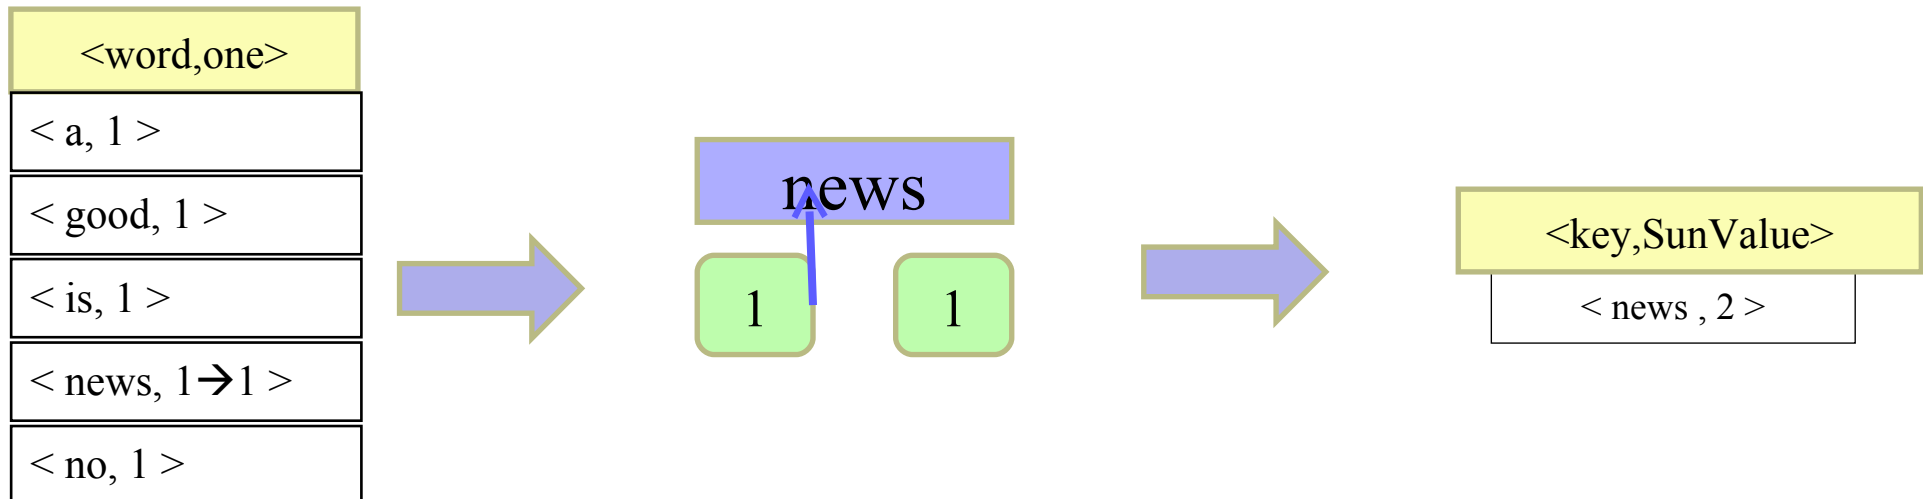 <word,one>
< a, 1 >
< good, 1 >
< is, 1 >
< news, 1→1 >
< no, 1 >
news
1 1
<key,SunValue>
< news , 2 >